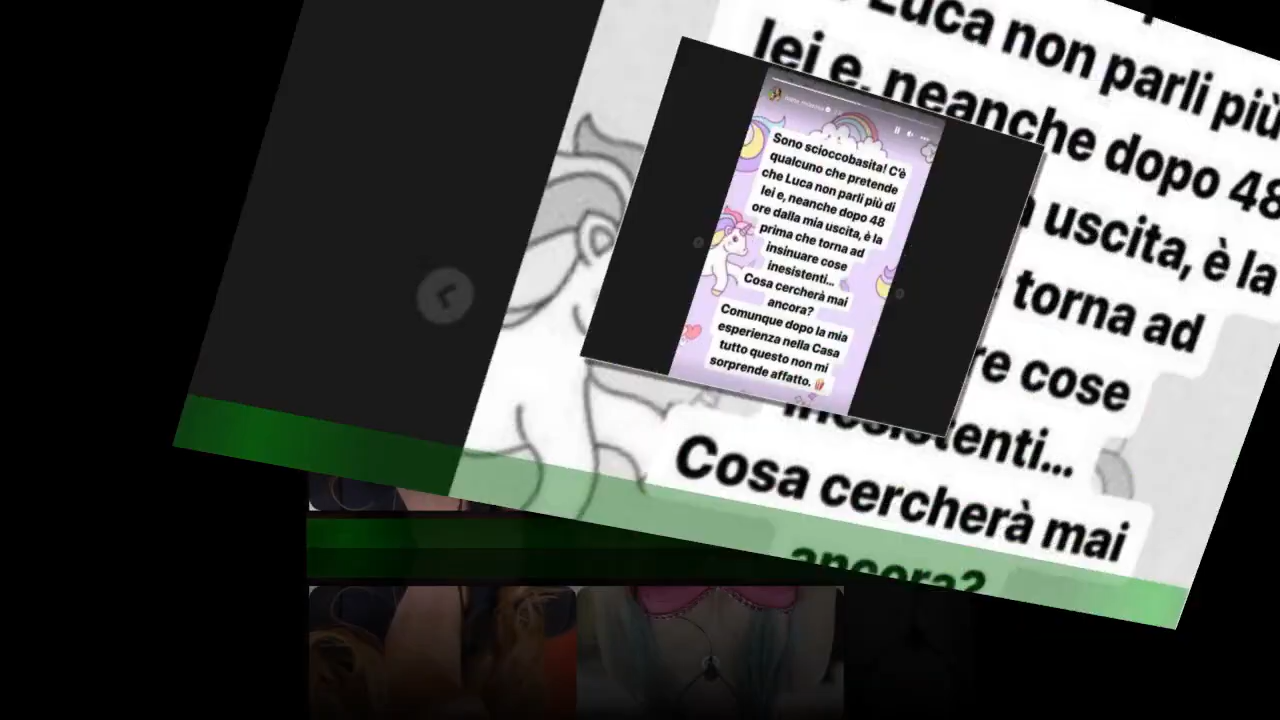 Luca non parli più
lei e, neanche dopo 48
uscita, è la
torna ad
re cose
inesistenti...
Cosa cercherà mai
ancora?
Sono scioccobasita! C'è
qualcuno che pretende
che Luca non parli più di
lei e, neanche dopo 48
ore dalla mia uscita, è la
prima che torna ad
insinuare cose
inesistenti...
Cosa cercherà mai
ancora?
Comunque dopo la mia
esperienza nella Casa
tutto questo non mi
sorprende affatto. 🍿